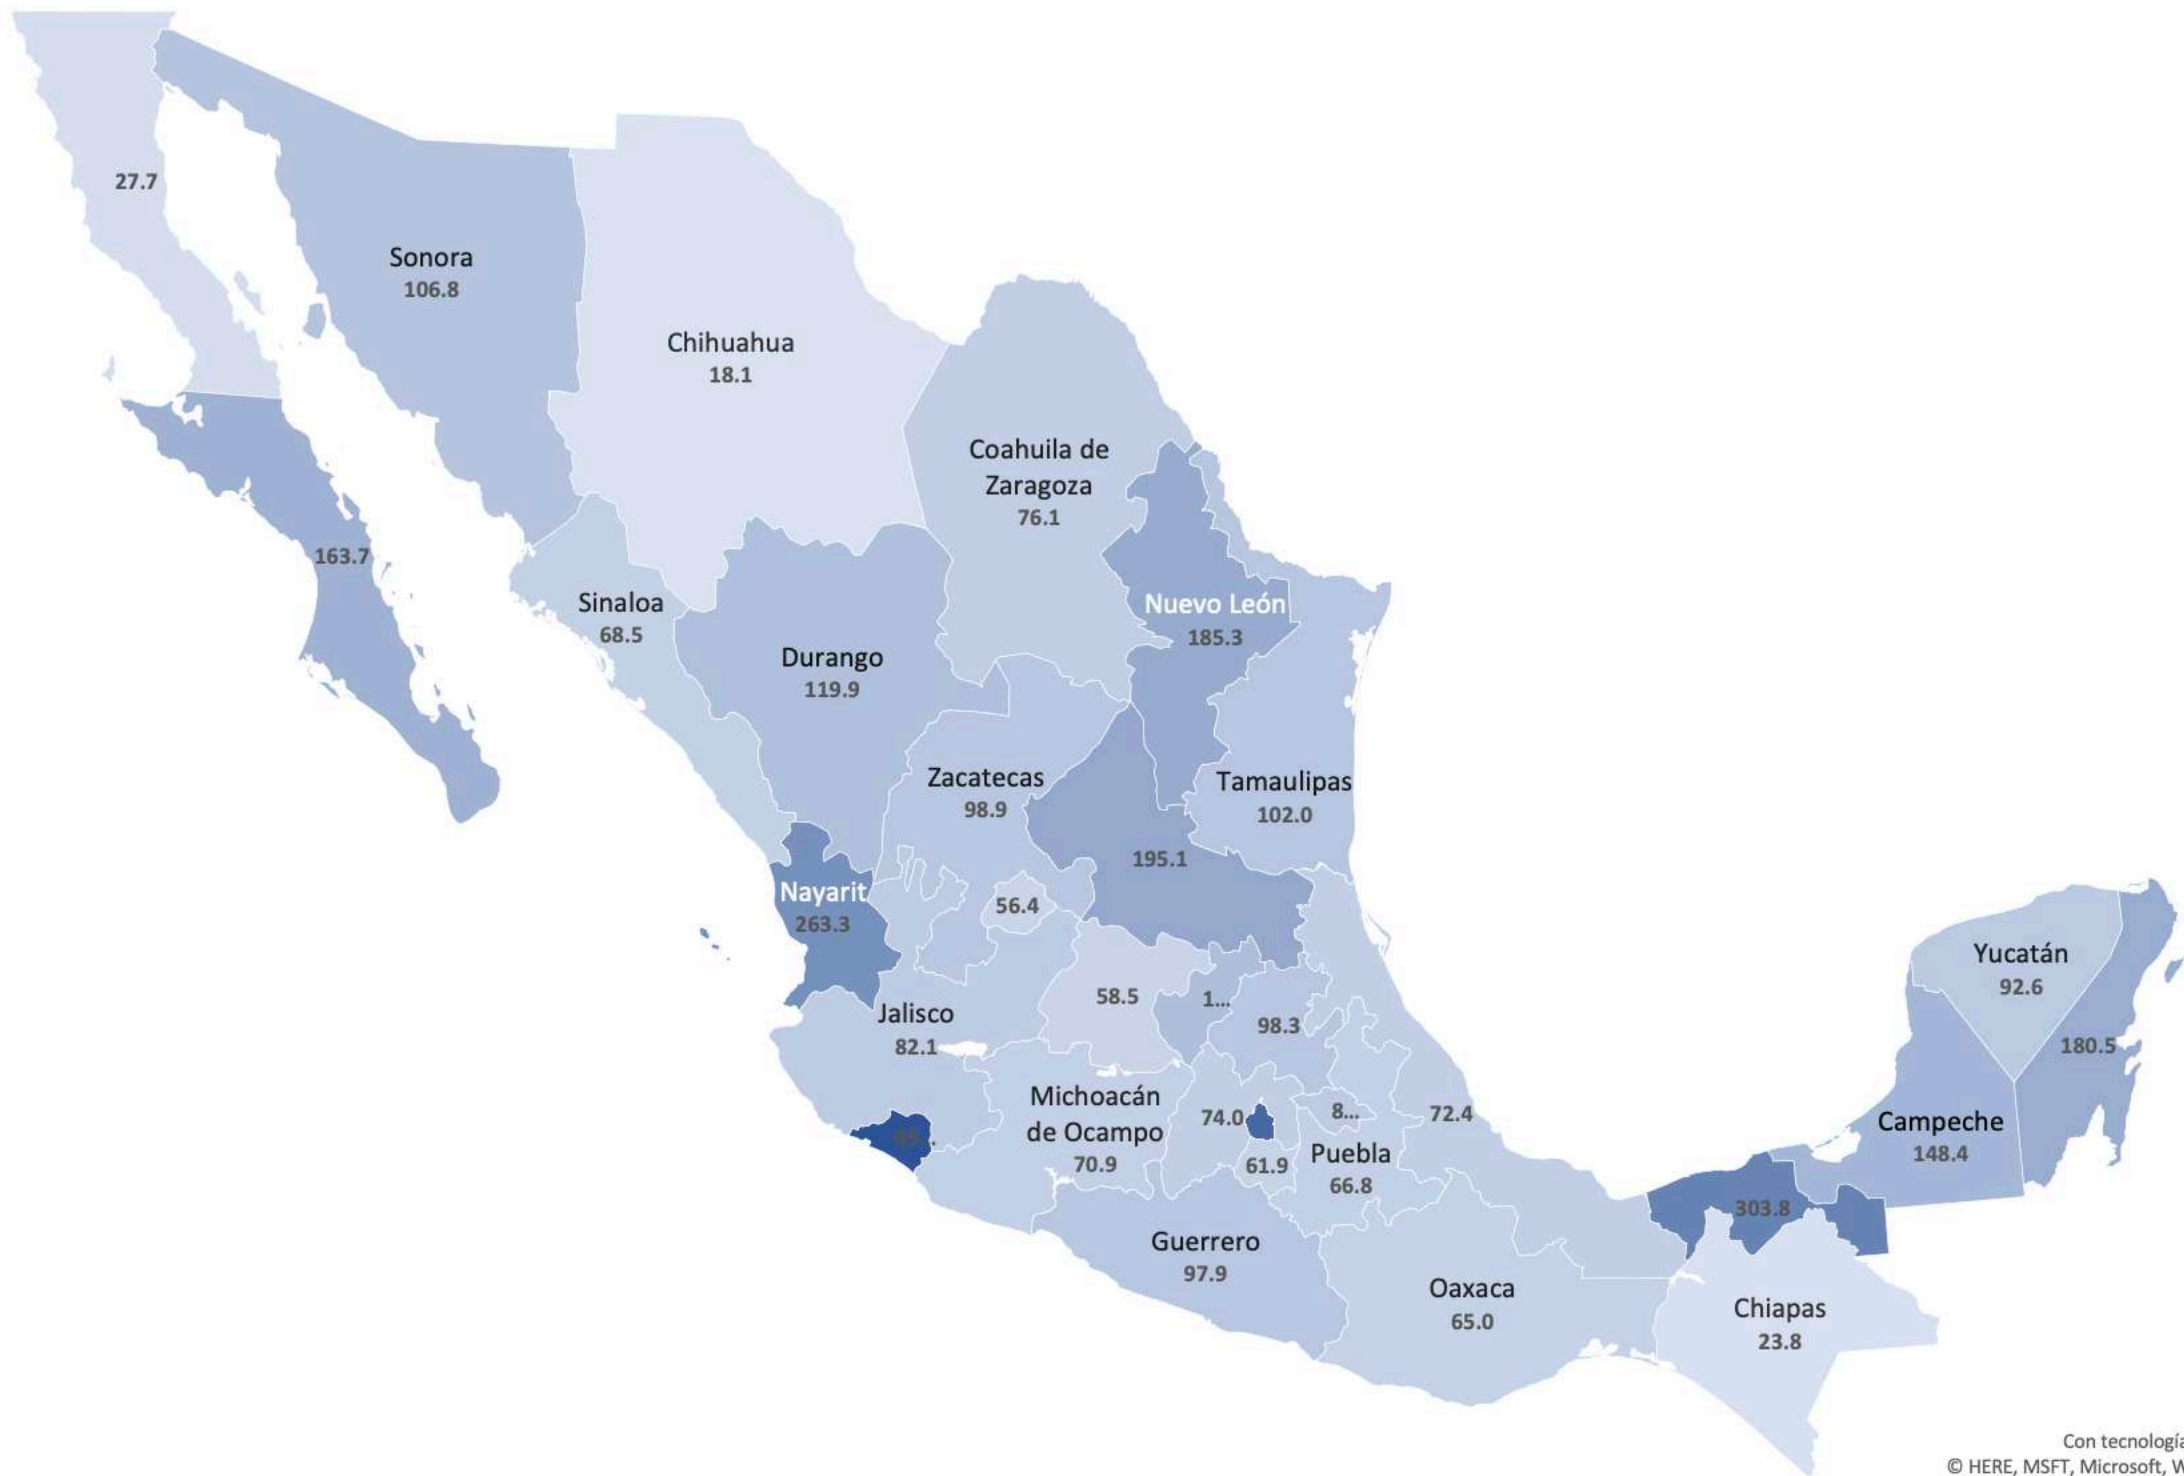 27.7
Sonora
106.8
Chihuahua
18.1
Coahuila de
Zaragoza
76.1
163.7
Sinaloa
68.5
Nuevo León
185.3
Durango
119.9
Zacatecas
98.9
Tamaulipas
102.0
195.1
Nayarit
263.3
56.4
58.5
1...
98.3
Jalisco
82.1
Yucatán
92.6
180.5
Michoacán
de Ocampo
70.9
74.0
8...
72.4
61.9
Puebla
66.8
Campeche
148.4
303.8
Guerrero
97.9
Oaxaca
65.0
Chiapas
23.8
Con tecnología
© HERE, MSFT, Microsoft, W